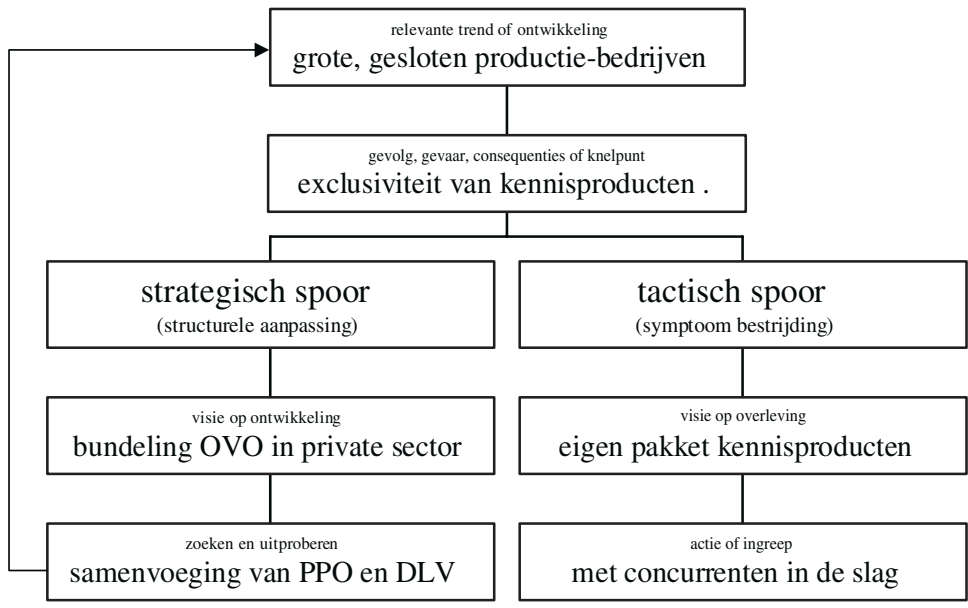 relevante trend of ontwikkeling
grote, gesloten productie-bedrijven
gevolg, gevaar, consequenties of knelpunt
exclusiviteit van kennisproducten .
strategisch spoor
(structurele aanpassing)
tactisch spoor
(symptoom bestrijding)
visie op ontwikkeling
bundeling OVO in private sector
visie op overleving
eigen pakket kennisproducten
zoeken en uitproberen
samenvoeging van PPO en DLV
actie of ingreep
met concurrenten in de slag